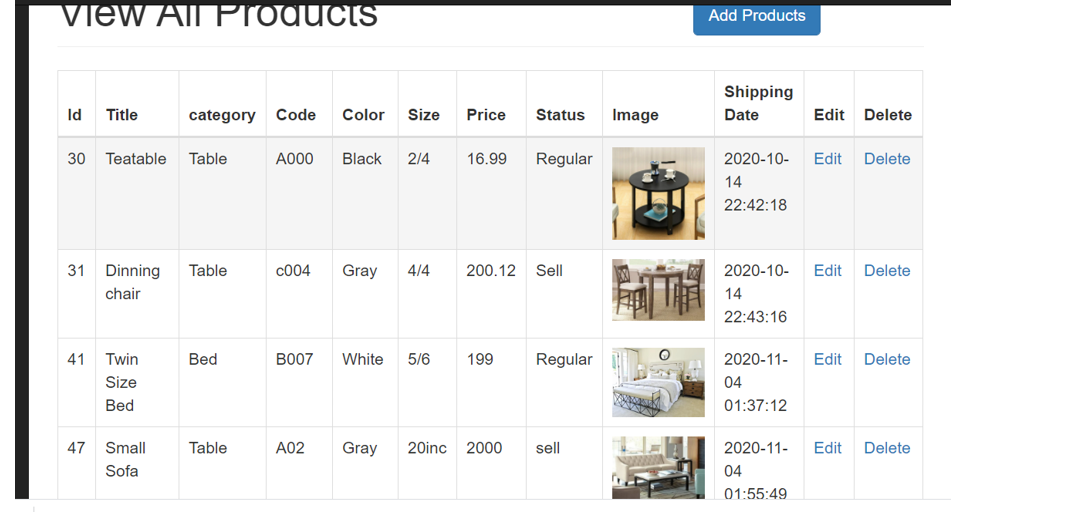 View All Products
Add Products
Id Title category Code Color Size Price Status Image Shipping Date Edit Delete
30 Teatable Table A000 Black 2/4 16.99 Regular 2020-10-14 22:42:18 Edit Delete
31 Dinning chair Table c004 Gray 4/4 200.12 Sell 2020-10-14 22:43:16 Edit Delete
41 Twin Size Bed Bed B007 White 5/6 199 Regular 2020-11-04 01:37:12 Edit Delete
47 Small Sofa Table A02 Gray 20inc 2000 sell 2020-11-04 01:55:49 Edit Delete